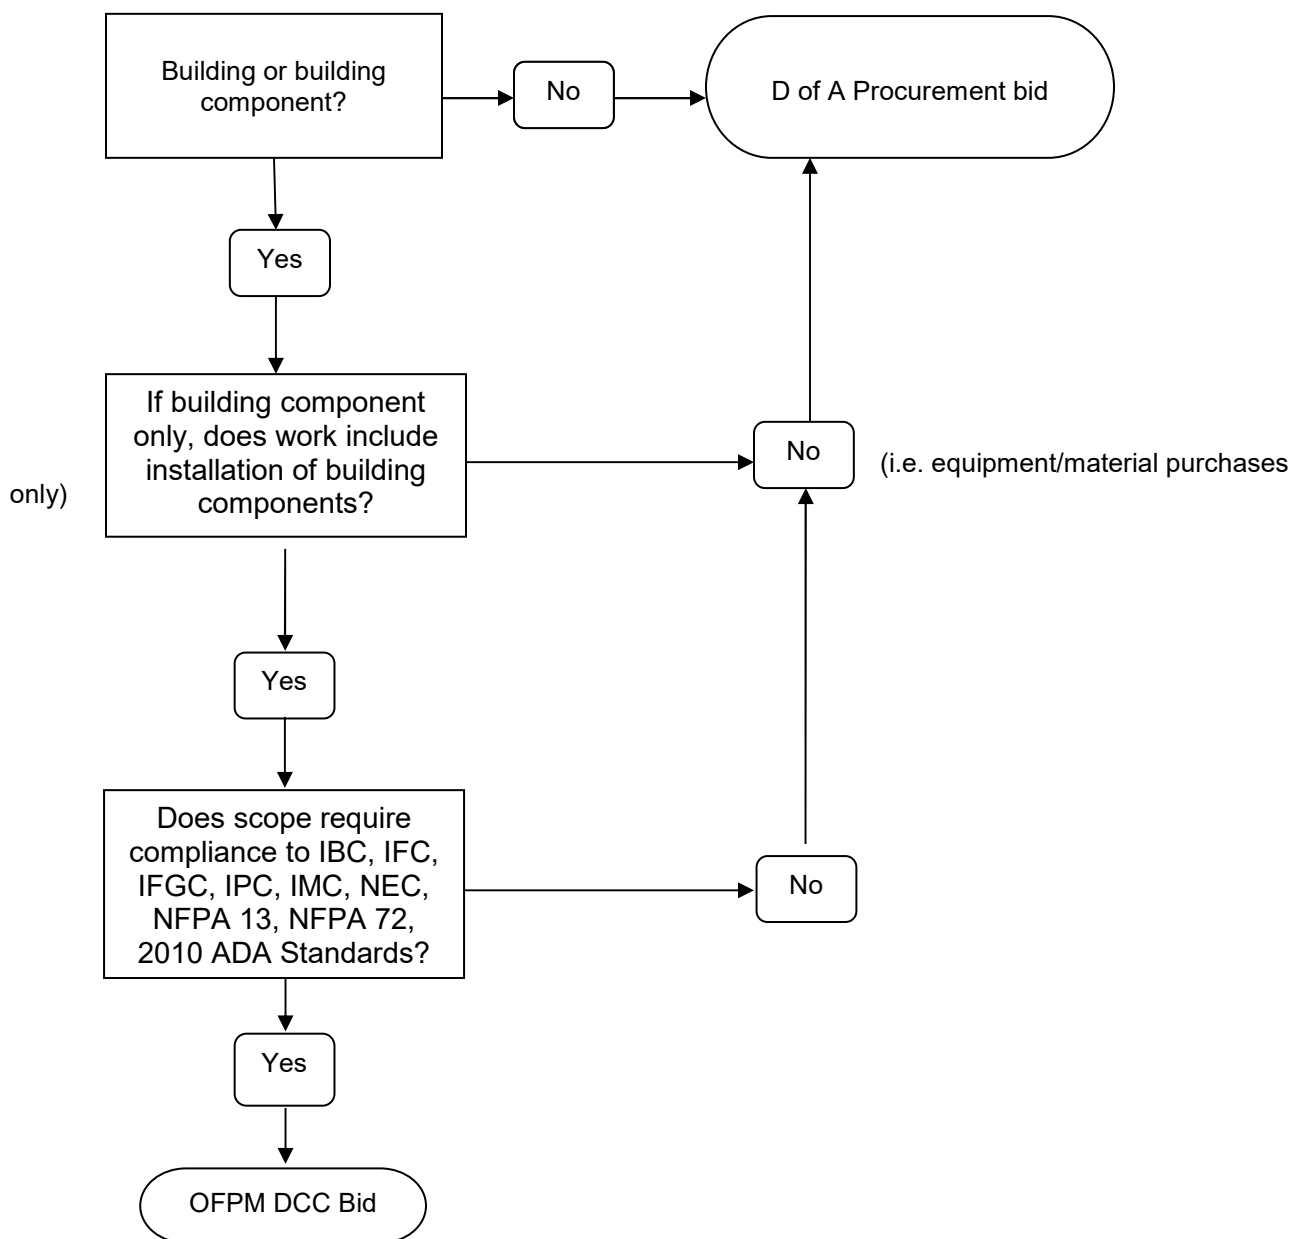 Building or building
component?
No
D of A Procurement bid
Yes
If building component
only, does work include
installation of building
components?
No
(i.e. equipment/material purchases
only)
Yes
Does scope require
compliance to IBC, IFC,
IFGC, IPC, IMC, NEC,
NFPA 13, NFPA 72,
2010 ADA Standards?
No
Yes
OFPM DCC Bid